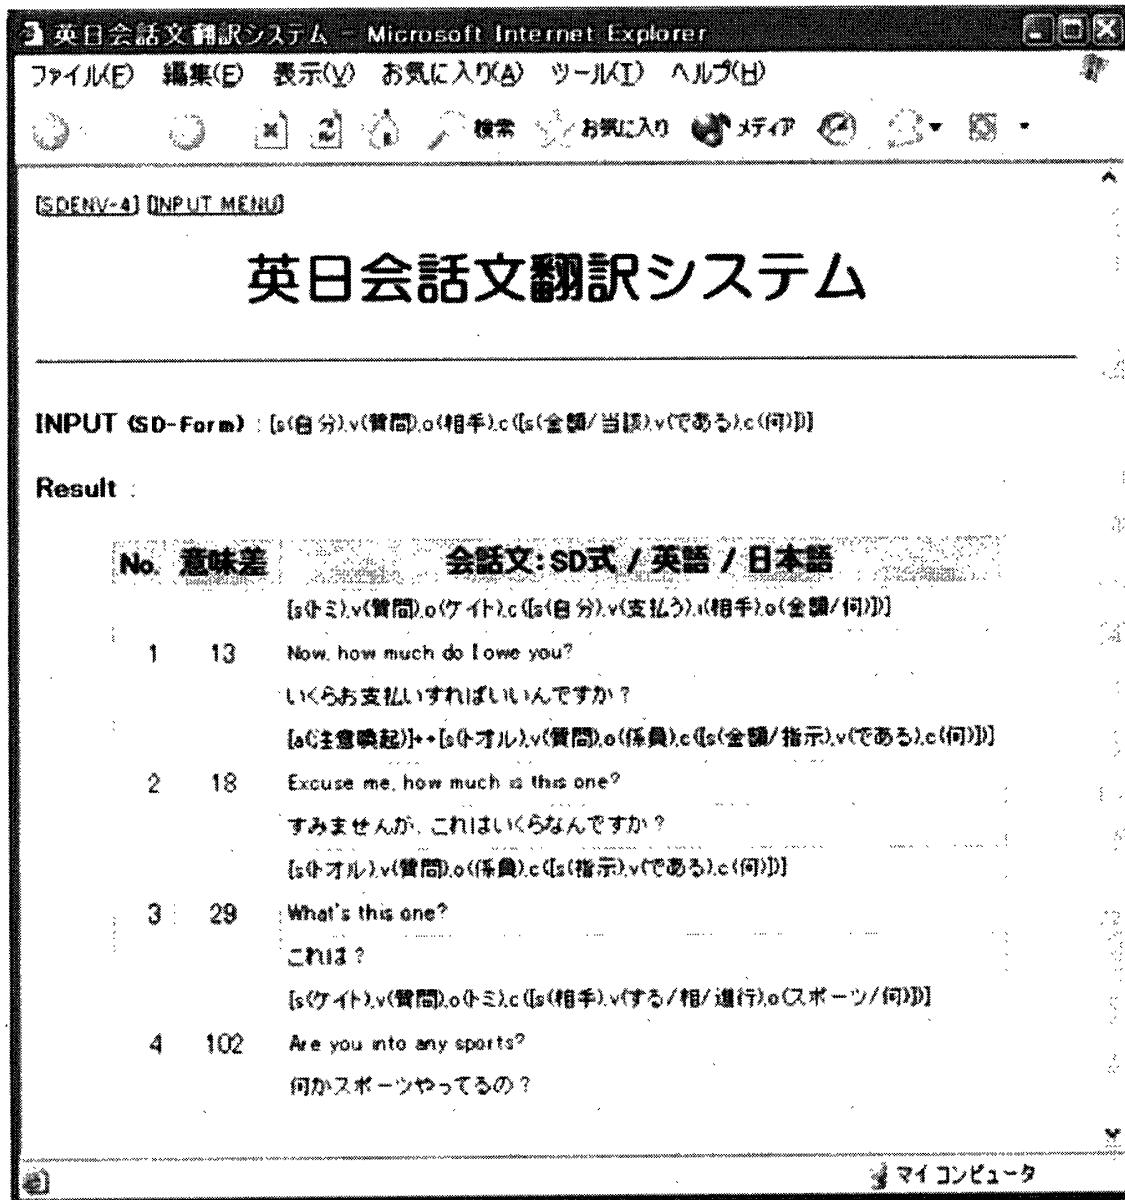 英日会話文翻訳システム - Microsoft Internet Explorer
ファイル(F) 編集(E) 表示(V) お気に入り(A) ツール(T) ヘルプ(H)
検索 お気に入り メディア
[SDENV-4] [INPUT MENU]
英日会話文翻訳システム
INPUT (SD-Form) : [s(自分),v(質問),o(相手),c([s(金額/当該),v(である),c(何)])]
Result :
No. 意味差 会話文: SD式 / 英語 / 日本語
[s(トミ),v(質問),o(ケイト),c([s(自分),v(支払う),i(相手),o(金額/何)])]
1 13 Now, how much do I owe you?
いくらお支払いすればいいんですか?
[a(注意喚起)]++[s(トオル),v(質問),o(係員),c([s(金額/指示),v(である),c(何)])]
2 18 Excuse me, how much is this one?
すみませんが、これはいくらなんですか?
[s(トオル),v(質問),o(係員),c([s(指示),v(である),c(何)])]
3 29 What's this one?
これは?
[s(ケイト),v(質問),o(トミ),c([s(相手),v(する/相/進行),o(スポーツ/何)])]
4 102 Are you into any sports?
何かスポーツやってるの?
マイ コンピュータ